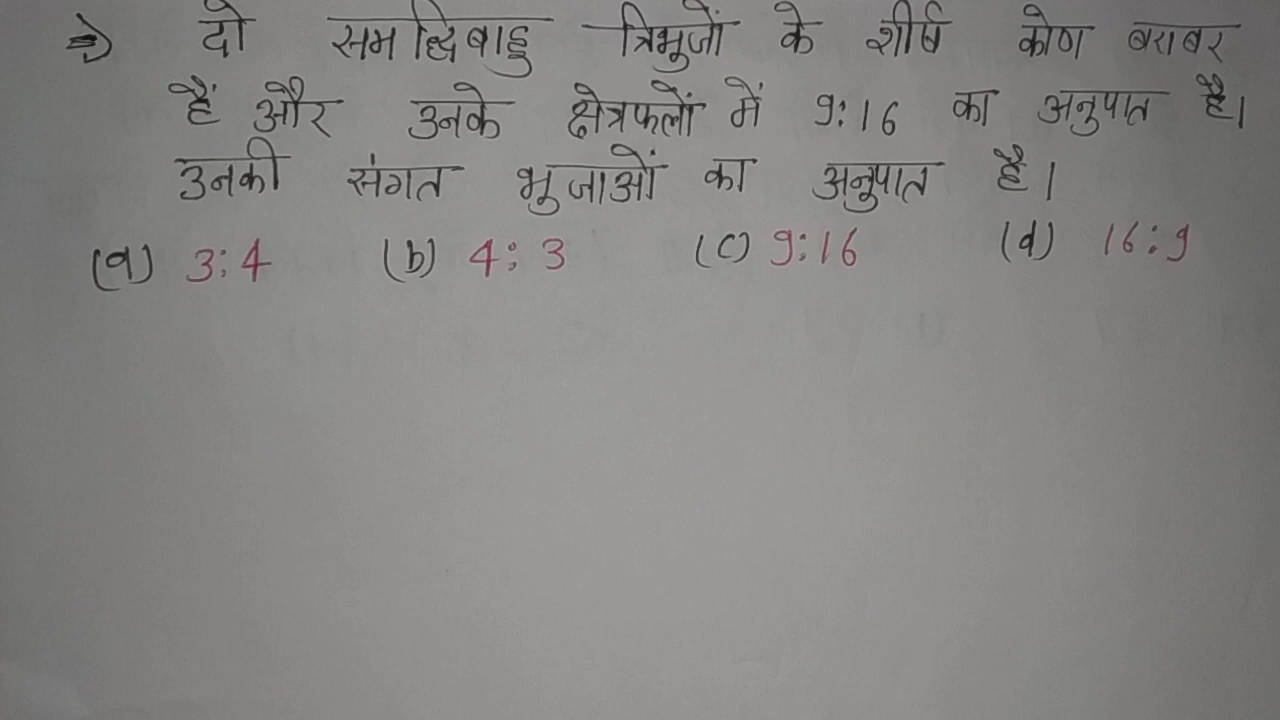 => दो समद्विबाहु त्रिभुजों के शीर्ष कोण बराबर
हैं और उनके क्षेत्रफलों में 9:16 का अनुपात है।
उनकी संगत भुजाओं का अनुपात है।
(a) 3:4 (b) 4:3 (c) 9:16 (d) 16:9